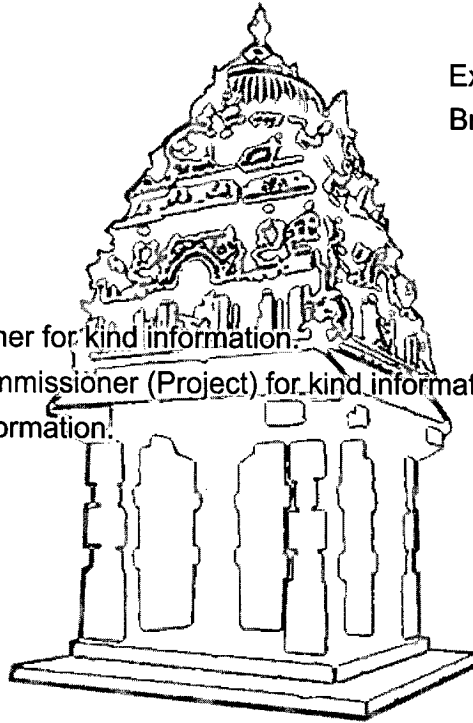 Ex
Br
ner for kind information.
mmissioner (Project) for kind informat
ormation.